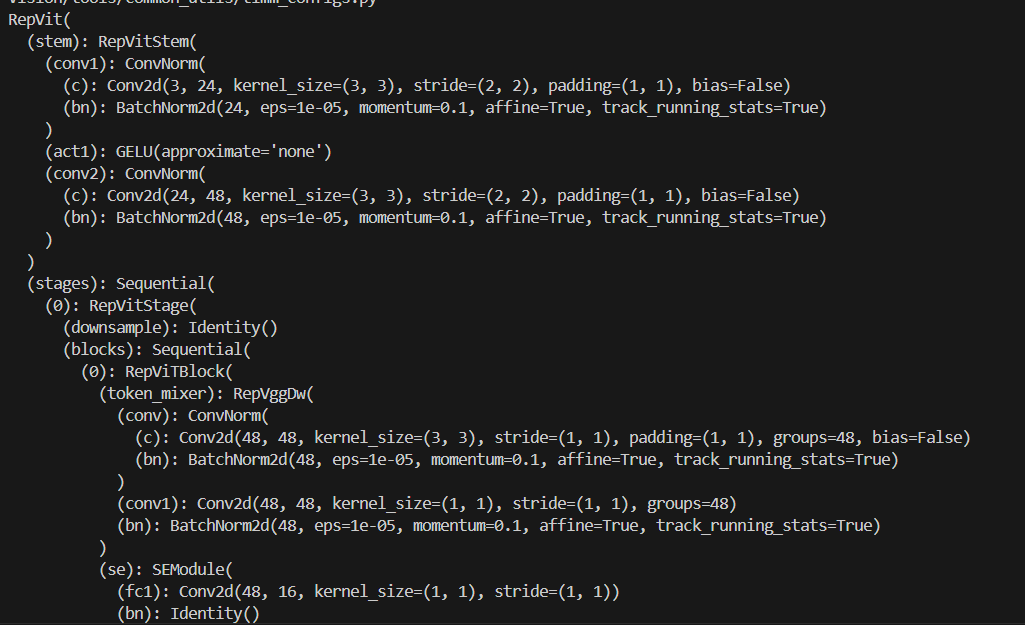 vision/tools/common_utils/timm_configs.py
RepVit(
(stem): RepVitStem(
(conv1): ConvNorm(
(c): Conv2d(3, 24, kernel_size=(3, 3), stride=(2, 2), padding=(1, 1), bias=False)
(bn): BatchNorm2d(24, eps=1e-05, momentum=0.1, affine=True, track_running_stats=True)
)
(act1): GELU(approximate='none')
(conv2): ConvNorm(
(c): Conv2d(24, 48, kernel_size=(3, 3), stride=(2, 2), padding=(1, 1), bias=False)
(bn): BatchNorm2d(48, eps=1e-05, momentum=0.1, affine=True, track_running_stats=True)
)
)
(stages): Sequential(
(0): RepVitStage(
(downsample): Identity()
(blocks): Sequential(
(0): RepViTBlock(
(token_mixer): RepVggDw(
(conv): ConvNorm(
(c): Conv2d(48, 48, kernel_size=(3, 3), stride=(1, 1), padding=(1, 1), groups=48, bias=False)
(bn): BatchNorm2d(48, eps=1e-05, momentum=0.1, affine=True, track_running_stats=True)
)
(conv1): Conv2d(48, 48, kernel_size=(1, 1), stride=(1, 1), groups=48)
(bn): BatchNorm2d(48, eps=1e-05, momentum=0.1, affine=True, track_running_stats=True)
)
(se): SEModule(
(fc1): Conv2d(48, 16, kernel_size=(1, 1), stride=(1, 1))
(bn): Identity()